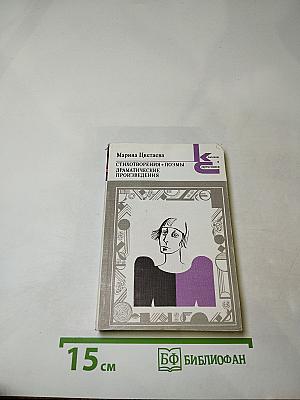 Марина Цветаева
СТИХОТВОРЕНИЯ • ПОЭМЫ
ДРАМАТИЧЕСКИЕ
ПРОИЗВЕДЕНИЯ
К
С
15 см
БФ БИБЛИОФАН